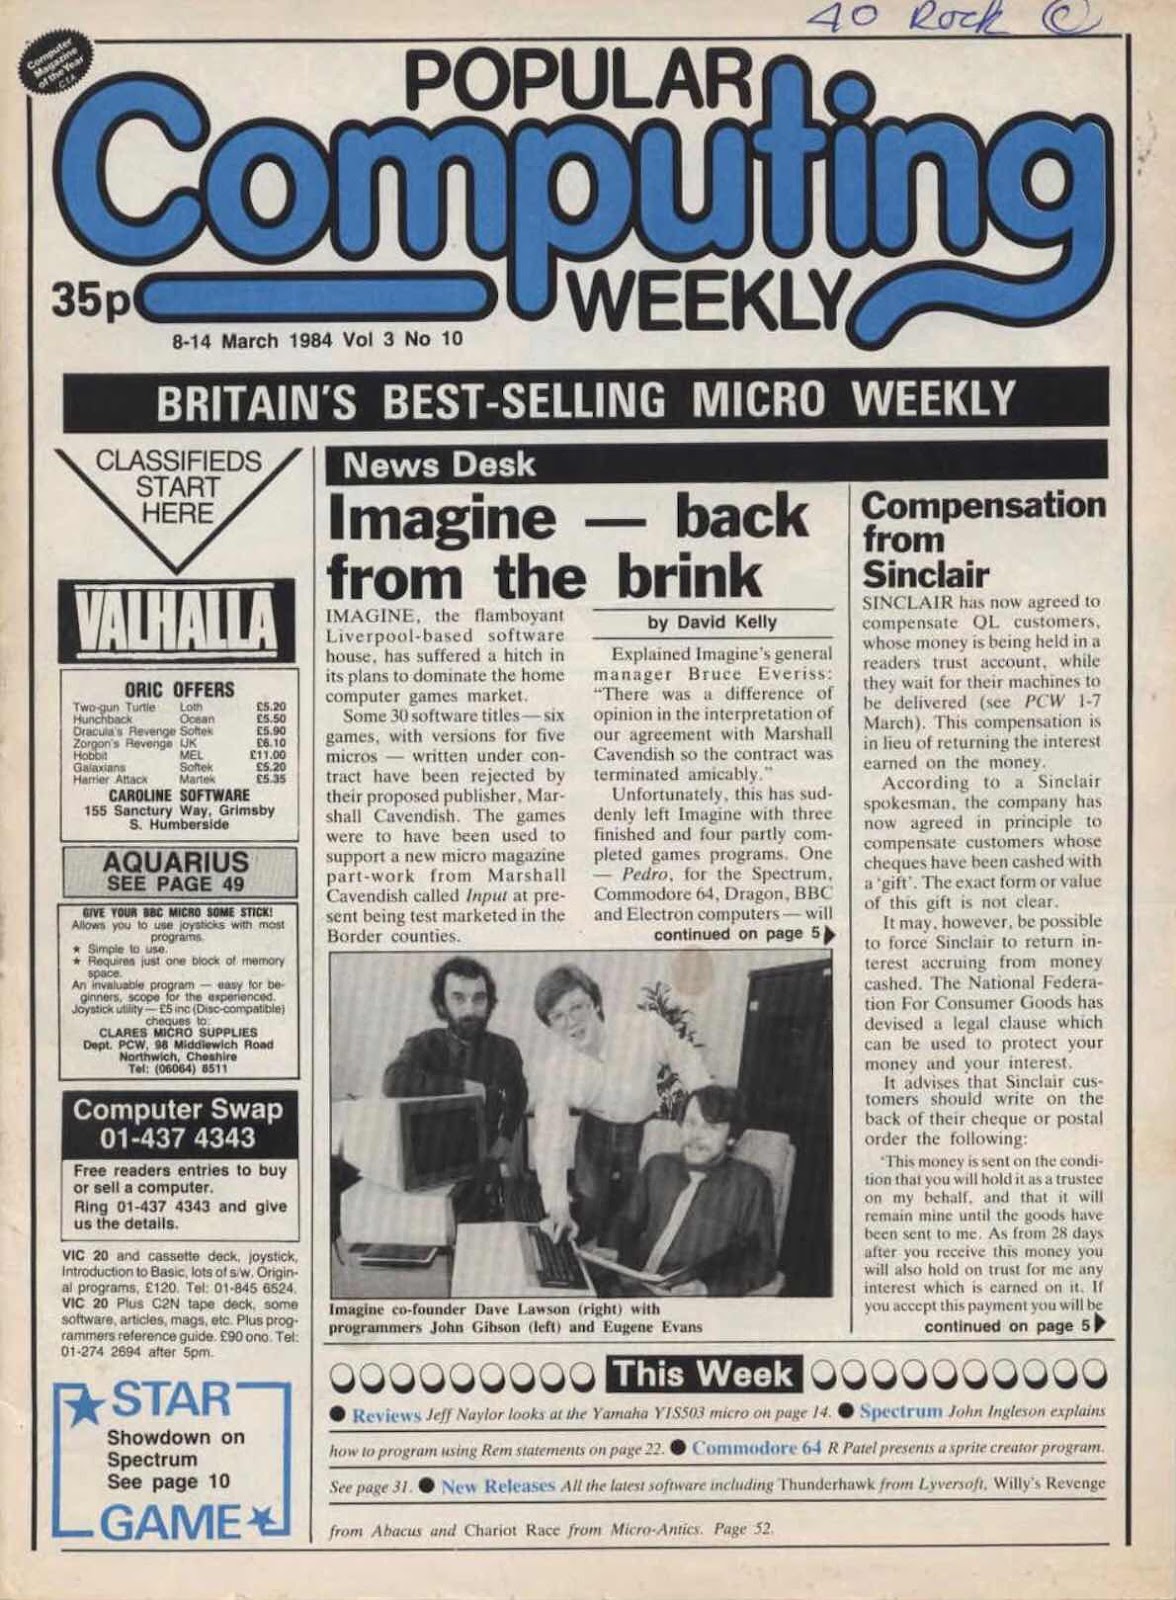 40 Rock ©
Computer
Magazine
of the Year
C.T.A.
POPULAR
Computing
WEEKLY
35p
8-14 March 1984 Vol 3 No 10
BRITAIN'S BEST-SELLING MICRO WEEKLY
CLASSIFIEDS
START
HERE
VALHALLA
ORIC OFFERS
Two-gun Turtle Loth £5.20
Hunchback Ocean £5.50
Dracula's Revenge Softek £5.90
Zorgon's Revenge IJK £6.10
Hobbit MEL £11.00
Galaxians Softek £5.20
Harrier Attack Martek £5.35
CAROLINE SOFTWARE
155 Sanctury Way, Grimsby
S. Humberside
AQUARIUS
SEE PAGE 49
GIVE YOUR BBC MICRO SOME STICK!
Allows you to use joysticks with most
programs.
★ Simple to use.
★ Requires just one block of memory
space.
An invaluable program — easy for be-
ginners, scope for the experienced.
Joystick utility — £5 inc (Disc-compatible)
cheques to:
CLARES MICRO SUPPLIES
Dept. PCW, 98 Middlewich Road
Northwich, Cheshire
Tel: (06064) 8511
Computer Swap
01-437 4343
Free readers entries to buy
or sell a computer.
Ring 01-437 4343 and give
us the details.
VIC 20 and cassette deck, joystick,
Introduction to Basic, lots of s/w. Origin-
al programs, £120. Tel: 01-845 6524.
VIC 20 Plus C2N tape deck, some
software, articles, mags, etc. Plus prog-
rammers reference guide. £90 ono. Tel:
01-274 2694 after 5pm.
STAR
Showdown on
Spectrum
See page 10
GAME
News Desk
Imagine — back
from the brink
IMAGINE, the flamboyant
Liverpool-based software
house, has suffered a hitch in
its plans to dominate the home
computer games market.
Some 30 software titles — six
games, with versions for five
micros — written under con-
tract have been rejected by
their proposed publisher, Mar-
shall Cavendish. The games
were to have been used to
support a new micro magazine
part-work from Marshall
Cavendish called Input at pre-
sent being test marketed in the
Border counties.
by David Kelly
Explained Imagine's general
manager Bruce Everiss:
"There was a difference of
opinion in the interpretation of
our agreement with Marshall
Cavendish so the contract was
terminated amicably."
Unfortunately, this has sud-
denly left Imagine with three
finished and four partly com-
pleted games programs. One
— Pedro, for the Spectrum,
Commodore 64, Dragon, BBC
and Electron computers — will
continued on page 5
Imagine co-founder Dave Lawson (right) with
programmers John Gibson (left) and Eugene Evans
Compensation
from
Sinclair
SINCLAIR has now agreed to
compensate QL customers,
whose money is being held in a
readers trust account, while
they wait for their machines to
be delivered (see PCW 1-7
March). This compensation is
in lieu of returning the interest
earned on the money.
According to a Sinclair
spokesman, the company has
now agreed in principle to
compensate customers whose
cheques have been cashed with
a 'gift'. The exact form or value
of this gift is not clear.
It may, however, be possible
to force Sinclair to return in-
terest accruing from money
cashed. The National Federa-
tion For Consumer Goods has
devised a legal clause which
can be used to protect your
money and your interest.
It advises that Sinclair cus-
tomers should write on the
back of their cheque or postal
order the following:
'This money is sent on the condi-
tion that you will hold it as a trustee
on my behalf, and that it will
remain mine until the goods have
been sent to me. As from 28 days
after you receive this money you
will also hold on trust for me any
interest which is earned on it. If
you accept this payment you will be
continued on page 5
This Week
● Reviews Jeff Naylor looks at the Yamaha YIS503 micro on page 14. ● Spectrum John Ingleson explains
how to program using Rem statements on page 22. ● Commodore 64 R Patel presents a sprite creator program.
See page 31. ● New Releases All the latest software including Thunderhawk from Lyversoft, Willy's Revenge
from Abacus and Chariot Race from Micro-Antics. Page 52.